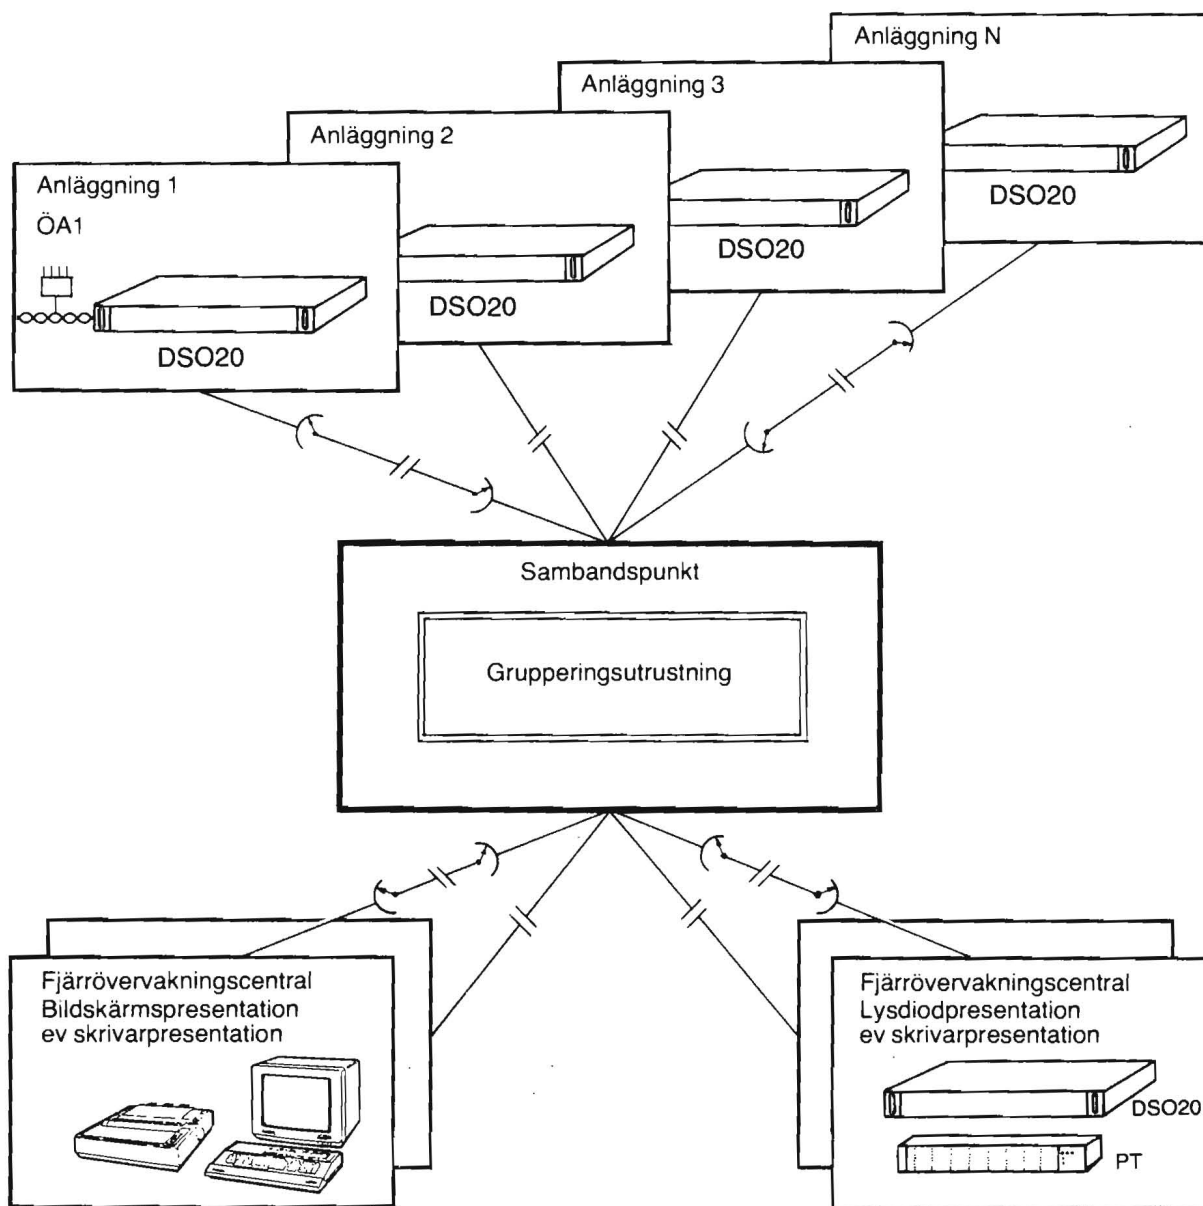 Anläggning N
Anläggning 3
Anläggning 2
Anläggning 1
ÖA1
DSO20
DSO20
DSO20
DSO20
Sambandspunkt
Grupperingsutrustning
Fjärrövervakningscentral
Bildskärmspresentation
ev skrivarpresentation
Fjärrövervakningscentral
Lysdiodpresentation
ev skrivarpresentation
DSO20
PT